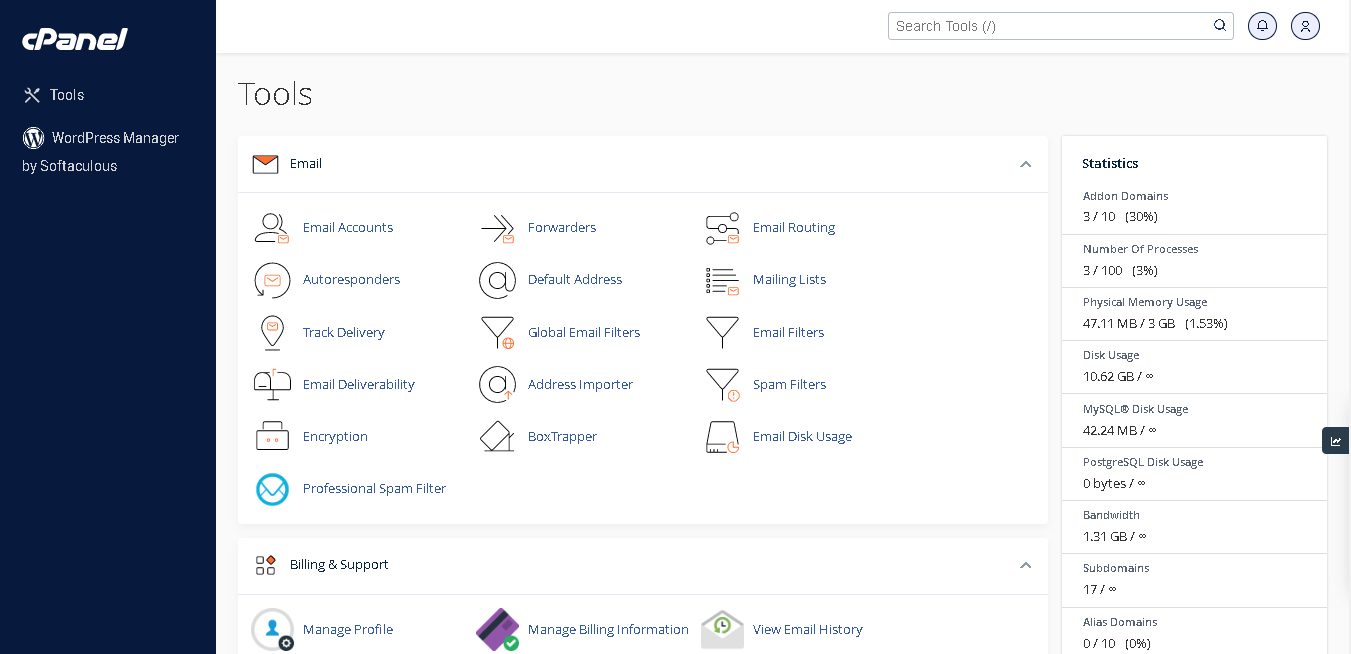 cPanel
Search Tools (/)
Tools
WordPress Manager
by Softaculous
Tools
Email
Email Accounts
Forwarders
Email Routing
Autoresponders
Default Address
Mailing Lists
Track Delivery
Global Email Filters
Email Filters
Email Deliverability
Address Importer
Spam Filters
Encryption
BoxTrapper
Email Disk Usage
Professional Spam Filter
Billing & Support
Manage Profile
Manage Billing Information
View Email History
Statistics
Addon Domains
3 / 10 (30%)
Number Of Processes
3 / 100 (3%)
Physical Memory Usage
47.11 MB / 3 GB (1.53%)
Disk Usage
10.62 GB / ∞
MySQL® Disk Usage
42.24 MB / ∞
PostgreSQL Disk Usage
0 bytes / ∞
Bandwidth
1.31 GB / ∞
Subdomains
17 / ∞
Alias Domains
0 / 10 (0%)